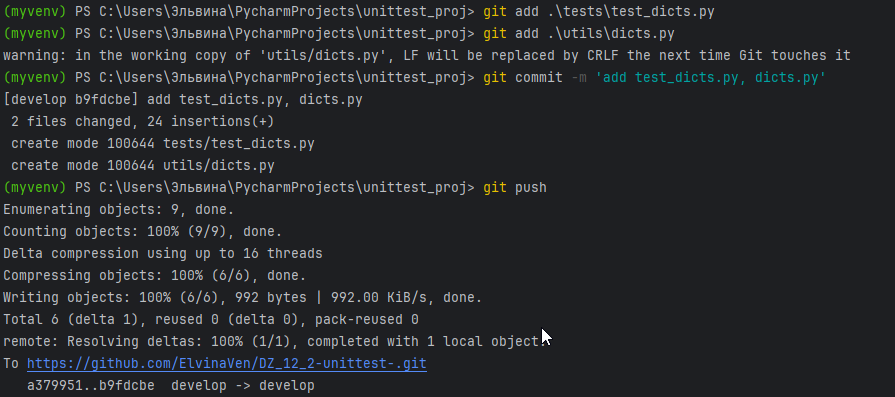 (myvenv) PS C:\Users\Эльвина\PycharmProjects\unittest_proj> git add .\tests\test_dicts.py
(myvenv) PS C:\Users\Эльвина\PycharmProjects\unittest_proj> git add .\utils\dicts.py
warning: in the working copy of 'utils/dicts.py', LF will be replaced by CRLF the next time Git touches it
(myvenv) PS C:\Users\Эльвина\PycharmProjects\unittest_proj> git commit -m 'add test_dicts.py, dicts.py'
[develop b9fdcbe] add test_dicts.py, dicts.py
 2 files changed, 24 insertions(+)
 create mode 100644 tests/test_dicts.py
 create mode 100644 utils/dicts.py
(myvenv) PS C:\Users\Эльвина\PycharmProjects\unittest_proj> git push
Enumerating objects: 9, done.
Counting objects: 100% (9/9), done.
Delta compression using up to 16 threads
Compressing objects: 100% (6/6), done.
Writing objects: 100% (6/6), 992 bytes | 992.00 KiB/s, done.
Total 6 (delta 1), reused 0 (delta 0), pack-reused 0
remote: Resolving deltas: 100% (1/1), completed with 1 local object.
To https://github.com/ElvinaVen/DZ_12_2-unittest-.git
   a379951..b9fdcbe  develop -> develop